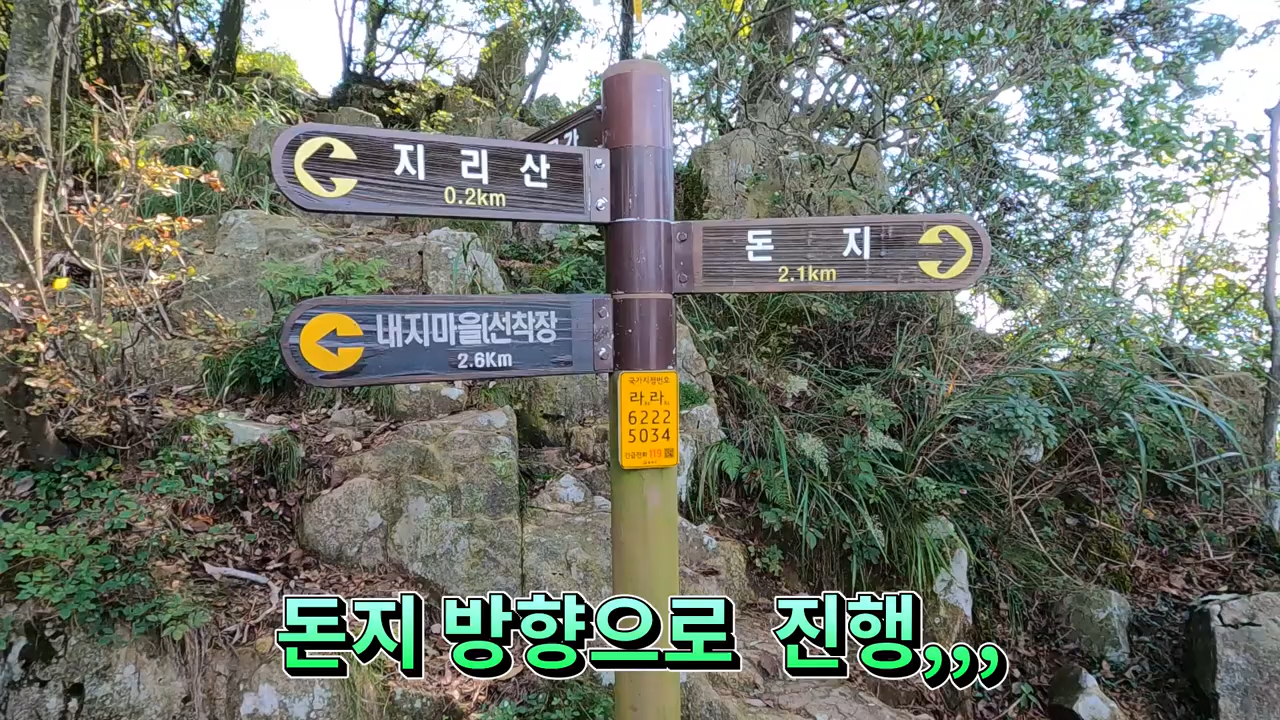 지리산
0.2km
돈지
2.1km
내지마을(선착장
2.6Km
국가지점번호
라라
6222
5034
긴급전화 119
돈지 방향으로 진행,,,